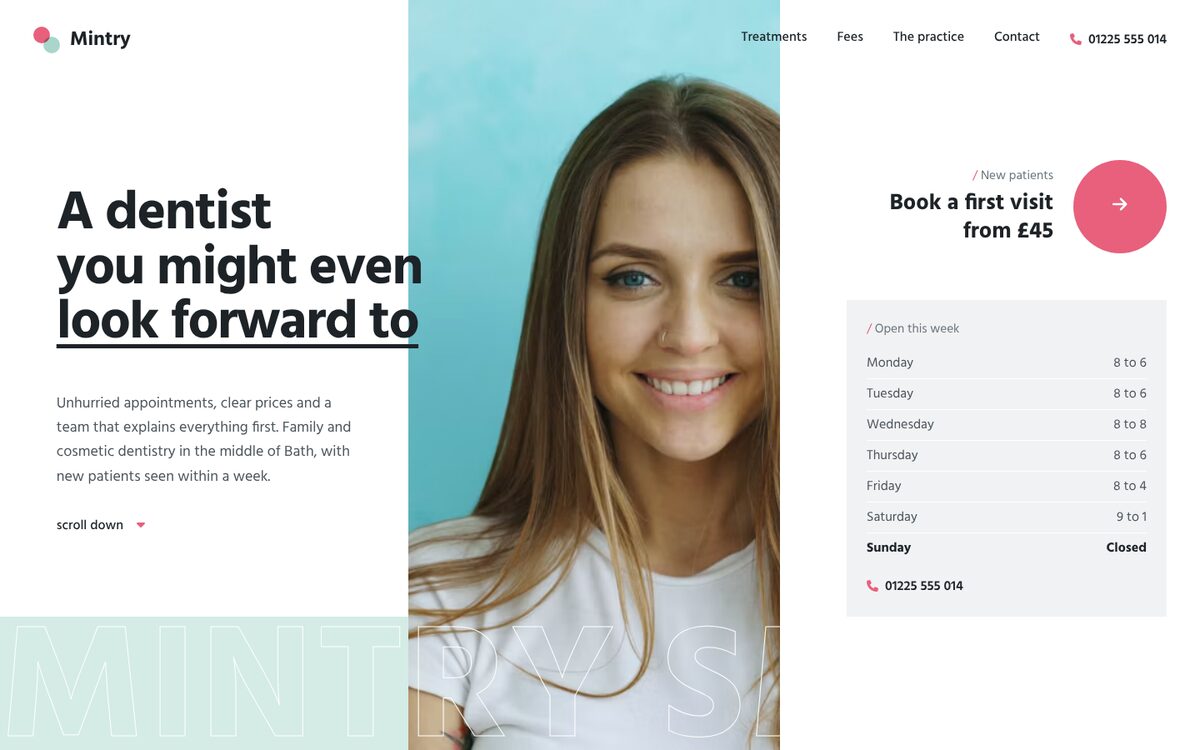 Mintry
Treatments Fees The practice Contact 01225 555 014
A dentist
you might even
look forward to
Unhurried appointments, clear prices and a
team that explains everything first. Family and
cosmetic dentistry in the middle of Bath, with
new patients seen within a week.
scroll down
/ New patients
Book a first visit
from £45
/ Open this week
Monday 8 to 6
Tuesday 8 to 6
Wednesday 8 to 8
Thursday 8 to 6
Friday 8 to 4
Saturday 9 to 1
Sunday Closed
01225 555 014
MINTRY S